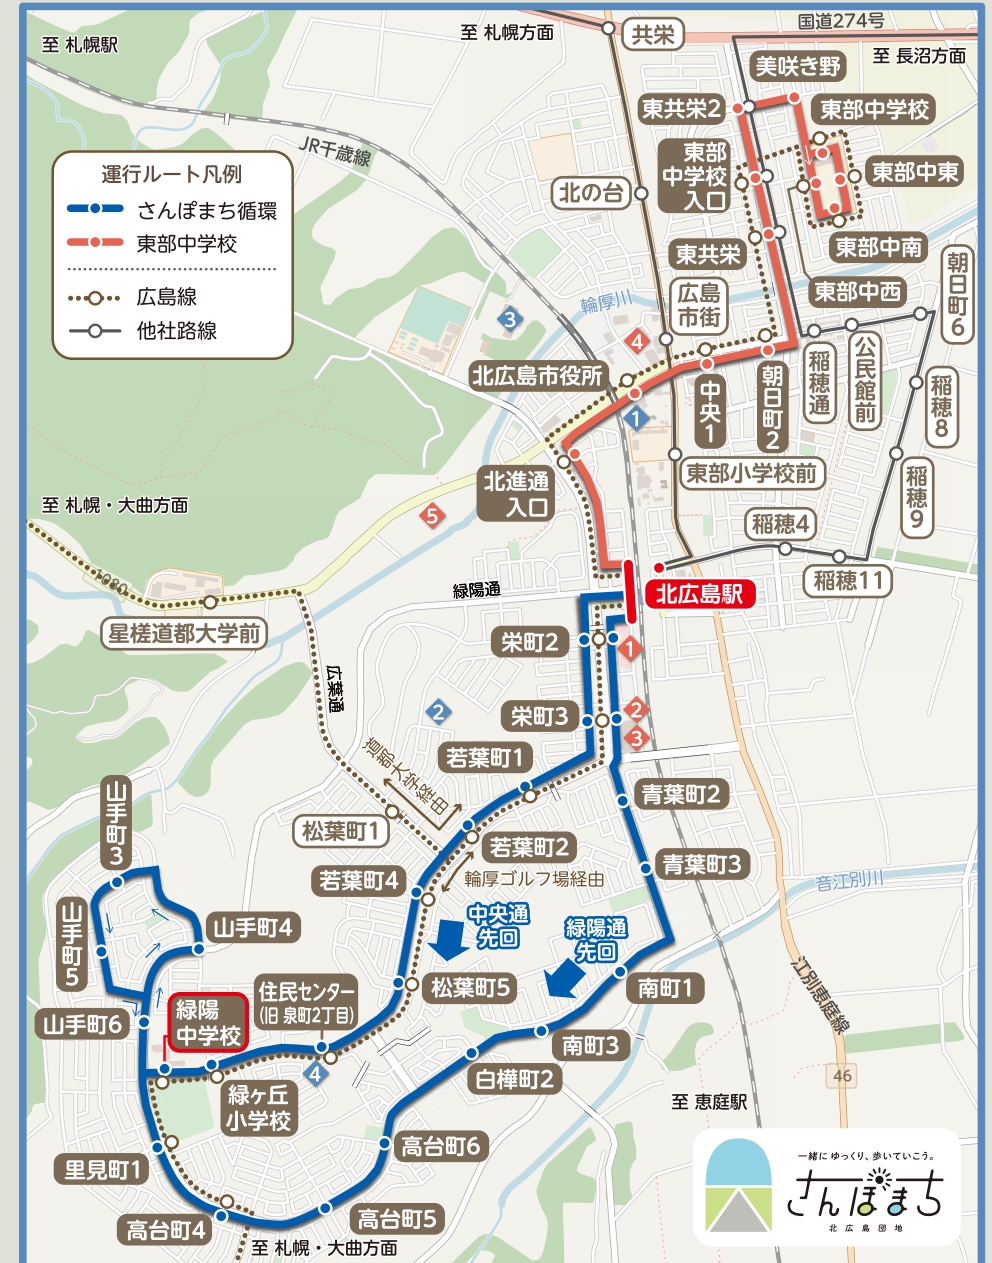 国道274号
至 札幌駅
至 札幌方面
共栄
至 長沼方面
美咲き野
東共栄2
東部中学校
JR千歳線
東部
中学校
入口
東部中東
運行ルート凡例
さんぽまち循環
東部中学校
広島線
他社路線
北の台
東共栄
東部中南
東部中西
朝日町6
広島
市街
輪厚川
3
4
北広島市役所
1
中央1
朝日町2
稲穂通
公民館前
稲穂8
稲穂9
北進通
入口
東部小学校前
至 札幌・大曲方面
5
稲穂4
稲穂11
1080
緑陽通
北広島駅
星槎道都大学前
栄町2
1
広葉通
2
栄町3
2
3
道都大学経由
若葉町1
青葉町2
山手町3
松葉町1
若葉町2
青葉町3
若葉町4
輪厚ゴルフ場経由
音江別川
山手町5
山手町4
中央通
先回
緑陽通
先回
住民センター
(旧 泉町2丁目)
松葉町5
南町1
江別恵庭線
緑陽
中学校
山手町6
南町3
4
白樺町2
46
緑ヶ丘
小学校
至 恵庭駅
里見町1
高台町6
高台町4
高台町5
至 札幌・大曲方面
一緒に ゆっくり、歩いていこう。
さんぽまち
北広島団地